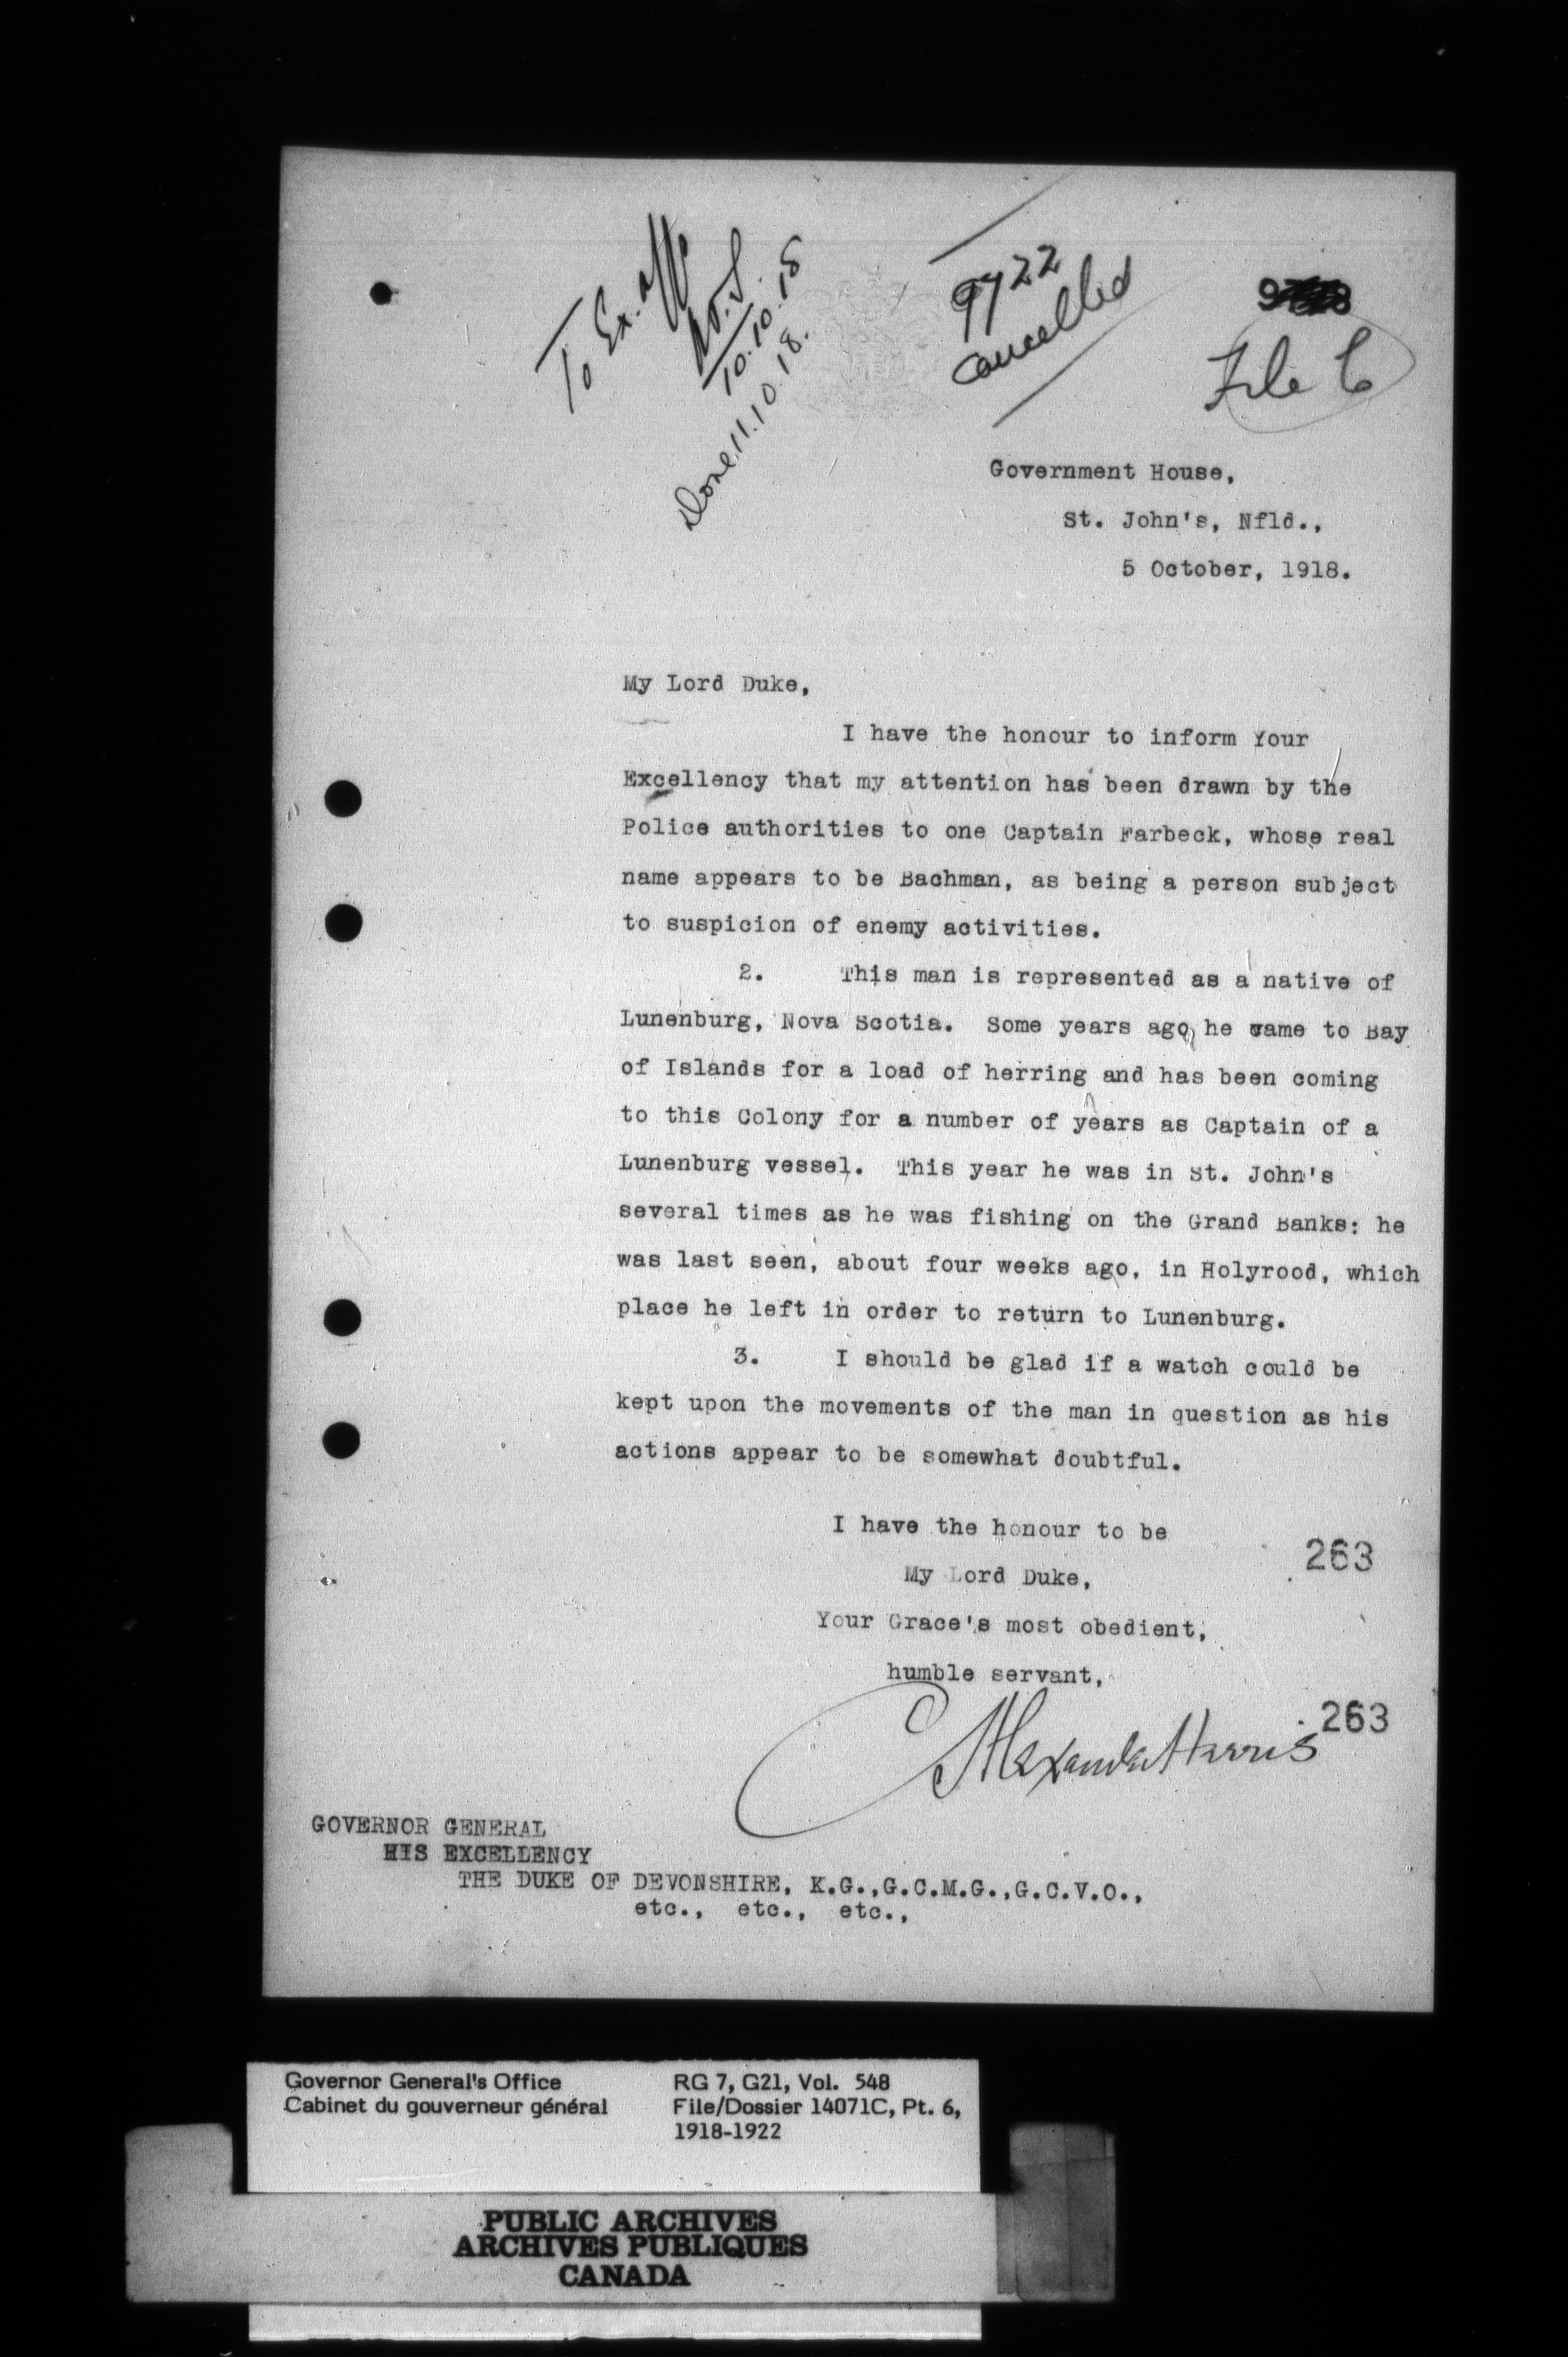 To Ex. Aff
10.10.18
Done 11.10.18.
9722
cancelled
File C
Government House,
St. John's, Nfld.,
5 October, 1918.
My Lord Duke,
I have the honour to inform Your
Excellency that my attention has been drawn by the
Police authorities to one Captain Farbeck, whose real
name appears to be Bachman, as being a person subject
to suspicion of enemy activities.
2. This man is represented as a native of
Lunenburg, Nova Scotia. Some years ago, he came to Bay
of Islands for a load of herring and has been coming
to this Colony for a number of years as Captain of a
Lunenburg vessel. This year he was in St. John's
several times as he was fishing on the Grand Banks: he
was last seen, about four weeks ago, in Holyrood, which
place he left in order to return to Lunenburg.
3. I should be glad if a watch could be
kept upon the movements of the man in question as his
actions appear to be somewhat doubtful.
I have the honour to be
My Lord Duke,
Your Grace's most obedient,
humble servant,
263
C Alexander Harris
263
GOVERNOR GENERAL
HIS EXCELLENCY
THE DUKE OF DEVONSHIRE, K.G.,G.C.M.G.,G.C.V.O.,
etc., etc., etc.,
Governor General's Office
Cabinet du gouverneur général
RG 7, G21, Vol. 548
File/Dossier 14071C, Pt. 6,
1918-1922
PUBLIC ARCHIVES
ARCHIVES PUBLIQUES
CANADA